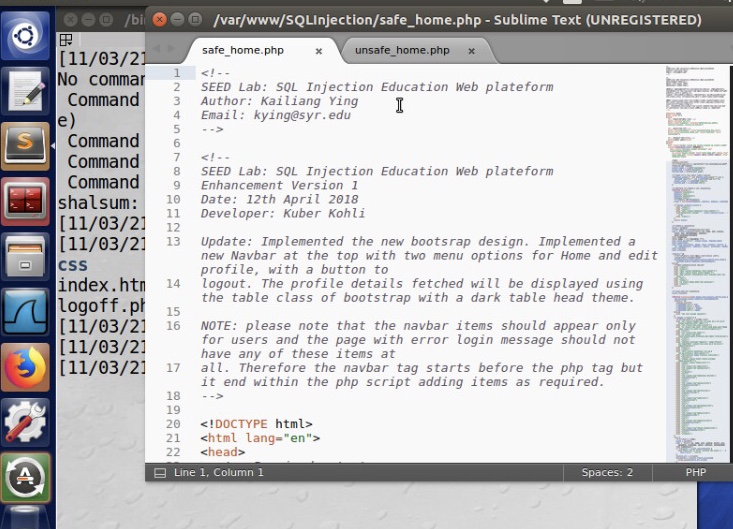 /bin
/var/www/SQLInjection/safe_home.php - Sublime Text (UNREGISTERED)
safe_home.php × unsafe_home.php ×
[11/03/21
No comman
Command
e)
Command
Command
Command
shalsum:
[11/03/21
[11/03/21
css
index.htm
logoff.ph
[11/03/21
[11/03/21
[11/03/21
1 <!--
2 SEED Lab: SQL Injection Education Web plateform
3 Author: Kailiang Ying
4 Email: kying@syr.edu
5 -->
6
7 <!--
8 SEED Lab: SQL Injection Education Web plateform
9 Enhancement Version 1
10 Date: 12th April 2018
11 Developer: Kuber Kohli
12
13 Update: Implemented the new bootsrap design. Implemented a
new Navbar at the top with two menu options for Home and edit
profile, with a button to
14 logout. The profile details fetched will be displayed using
the table class of bootstrap with a dark table head theme.
15
16 NOTE: please note that the navbar items should appear only
for users and the page with error login message should not
have any of these items at
17 all. Therefore the navbar tag starts before the php tag but
it end within the php script adding items as required.
18 -->
19
20 <!DOCTYPE html>
21 <html lang="en">
22 <head>
Line 1, Column 1 Spaces: 2 PHP